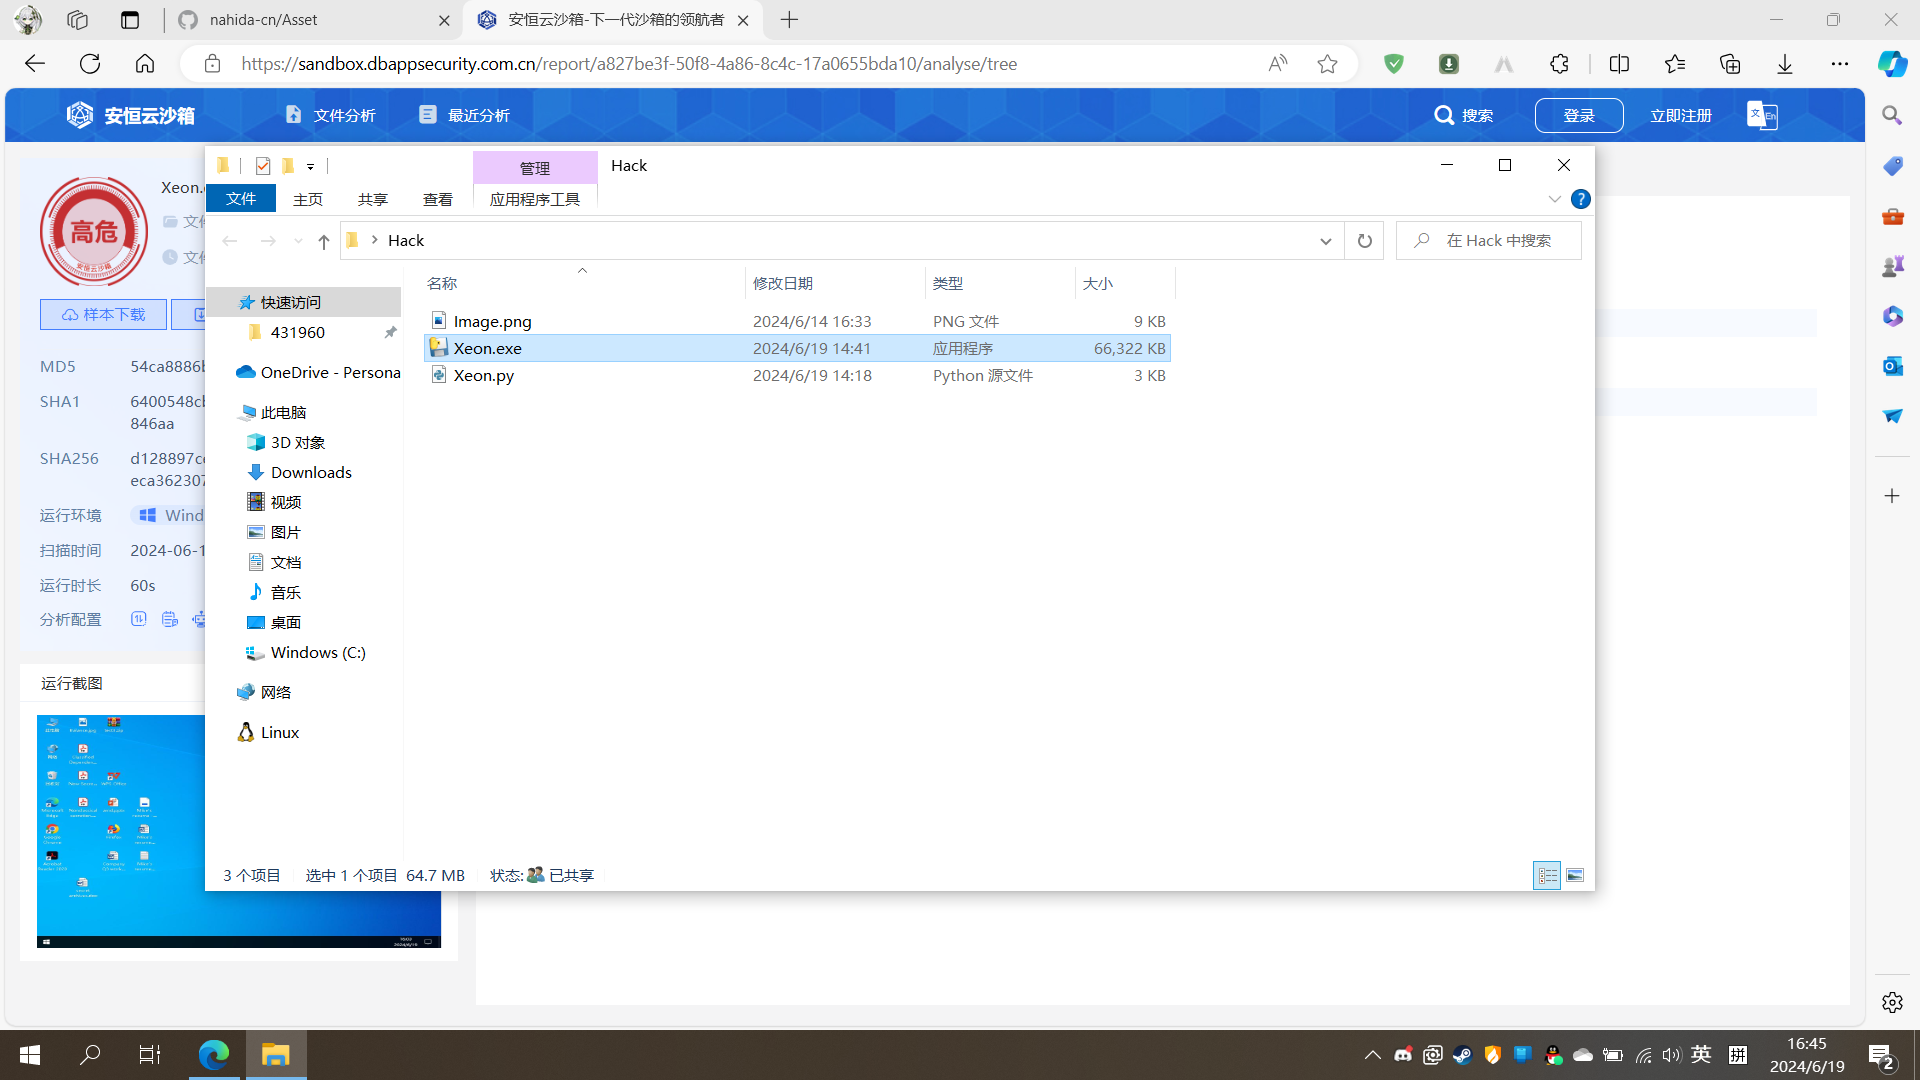 nahida-cn/Asset
安恒云沙箱-下一代沙箱的领航者
https://sandbox.dbappsecurity.com.cn/report/a827be3f-50f8-4a86-8c4c-17a0655bda10/analyse/tree
安恒云沙箱
文件分析
最近分析
搜索
登录
立即注册
高危
安恒云沙箱
Xeon.
样本下载
MD5
54ca8886
SHA1
6400548c
846aa
SHA256
d128897c
eca362307
运行环境
Wind
扫描时间
2024-06-1
运行时长
60s
分析配置
运行截图
管理
Hack
文件
主页
共享
查看
应用程序工具
Hack
在 Hack 中搜索
名称
修改日期
类型
大小
Image.png
2024/6/14 16:33
PNG 文件
9 KB
Xeon.exe
2024/6/19 14:41
应用程序
66,322 KB
Xeon.py
2024/6/19 14:18
Python 源文件
3 KB
快速访问
431960
OneDrive - Persona
此电脑
3D 对象
Downloads
视频
图片
文档
音乐
桌面
Windows (C:)
网络
Linux
3 个项目
选中 1 个项目 64.7 MB
状态:
已共享
英
拼
16:45
2024/6/19
2